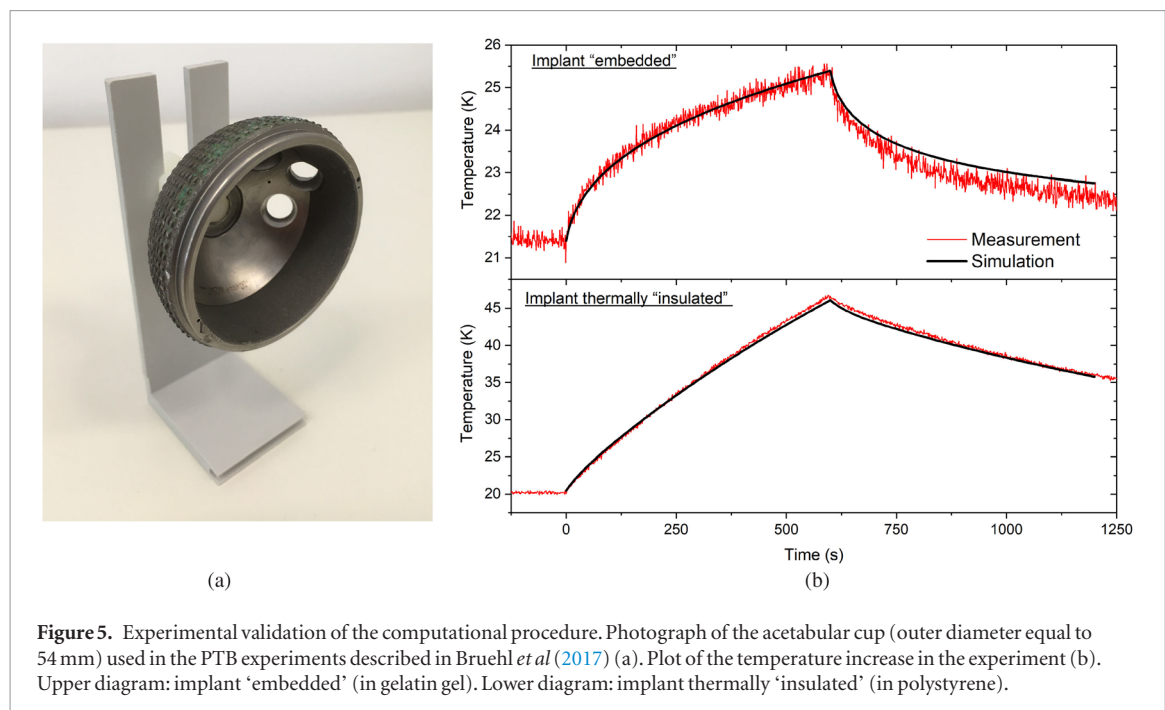 26
Implant "embedded"
25
24
23
22
21
Temperature (K)
Measurement
Simulation
Implant thermally "insulated"
45
40
35
30
25
20
Temperature (K)
0 250 500 750 1000 1250
Time (s)
(a) (b)
Figure 5. Experimental validation of the computational procedure. Photograph of the acetabular cup (outer diameter equal to
54 mm) used in the PTB experiments described in Bruehl et al (2017) (a). Plot of the temperature increase in the experiment (b).
Upper diagram: implant ‘embedded’ (in gelatin gel). Lower diagram: implant thermally ‘insulated’ (in polystyrene).